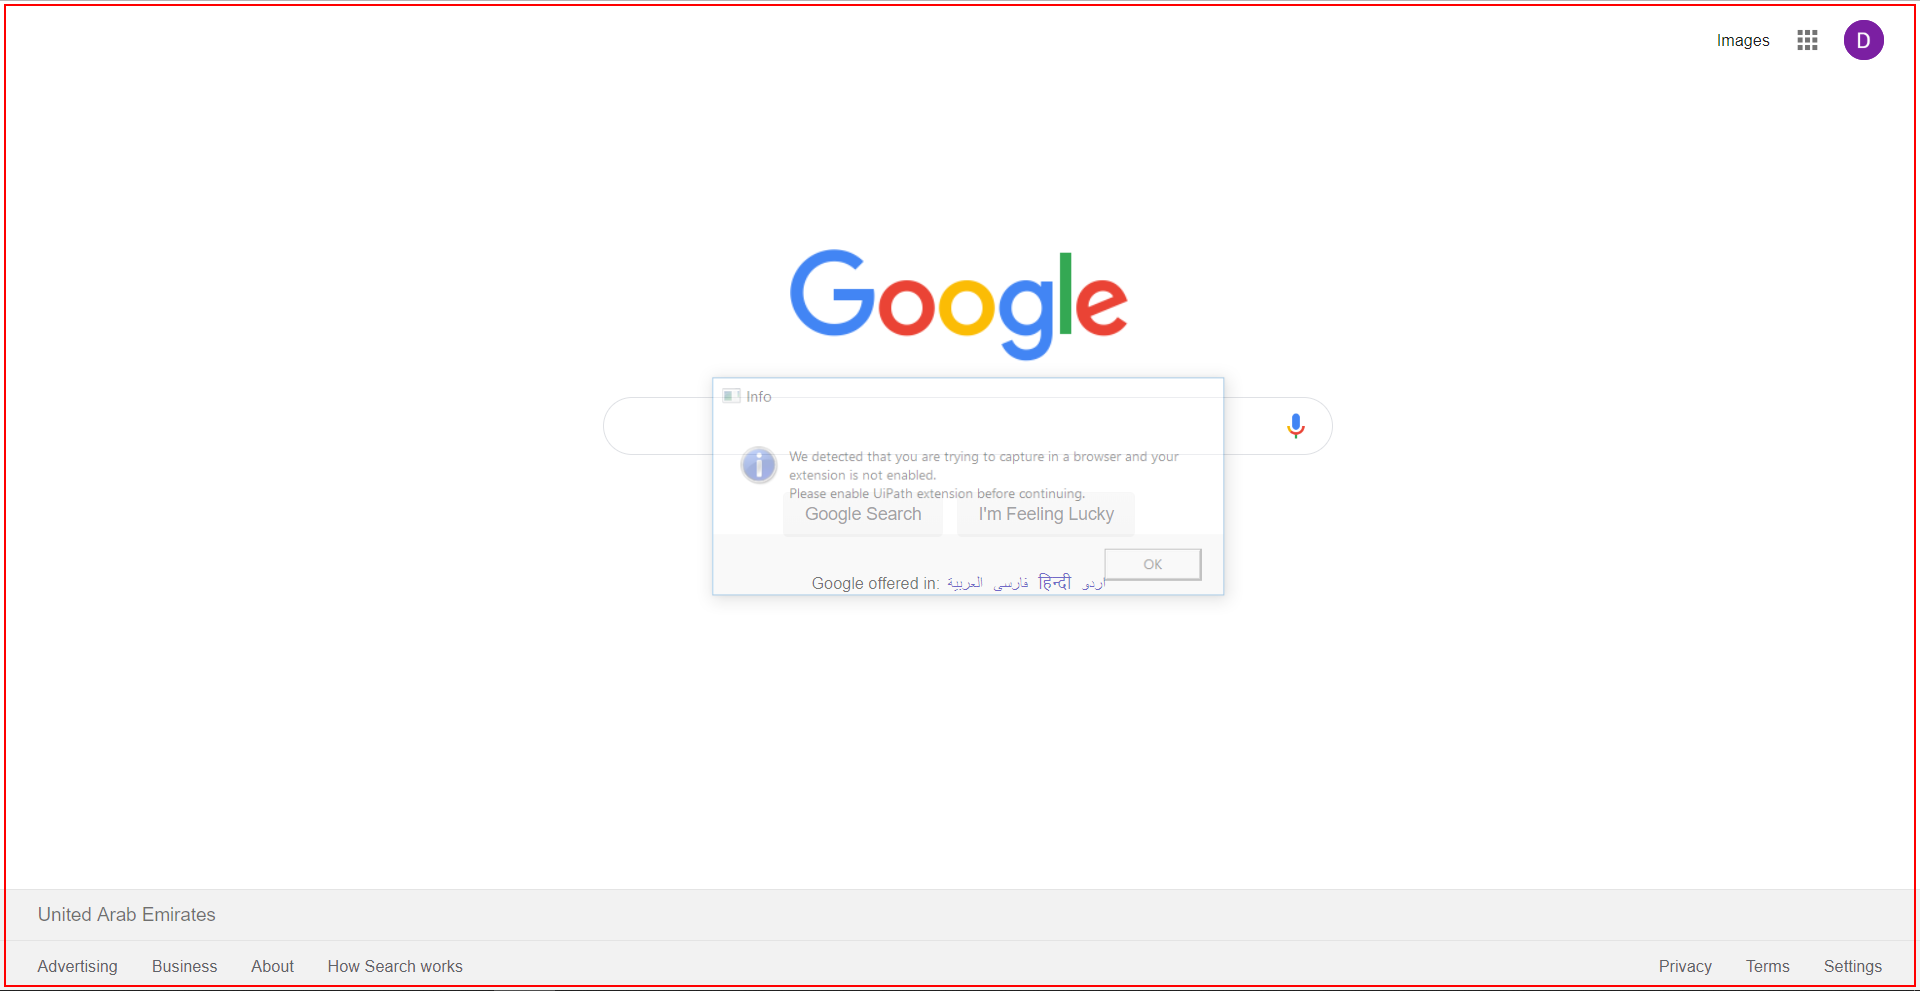 Images
D
Google
Info
We detected that you are trying to capture in a browser and your
extension is not enabled.
Please enable UiPath extension before continuing.
Google Search I'm Feeling Lucky
OK
Google offered in: العربية فارسی हिन्दी اردو
United Arab Emirates
Advertising Business About How Search works Privacy Terms Settings